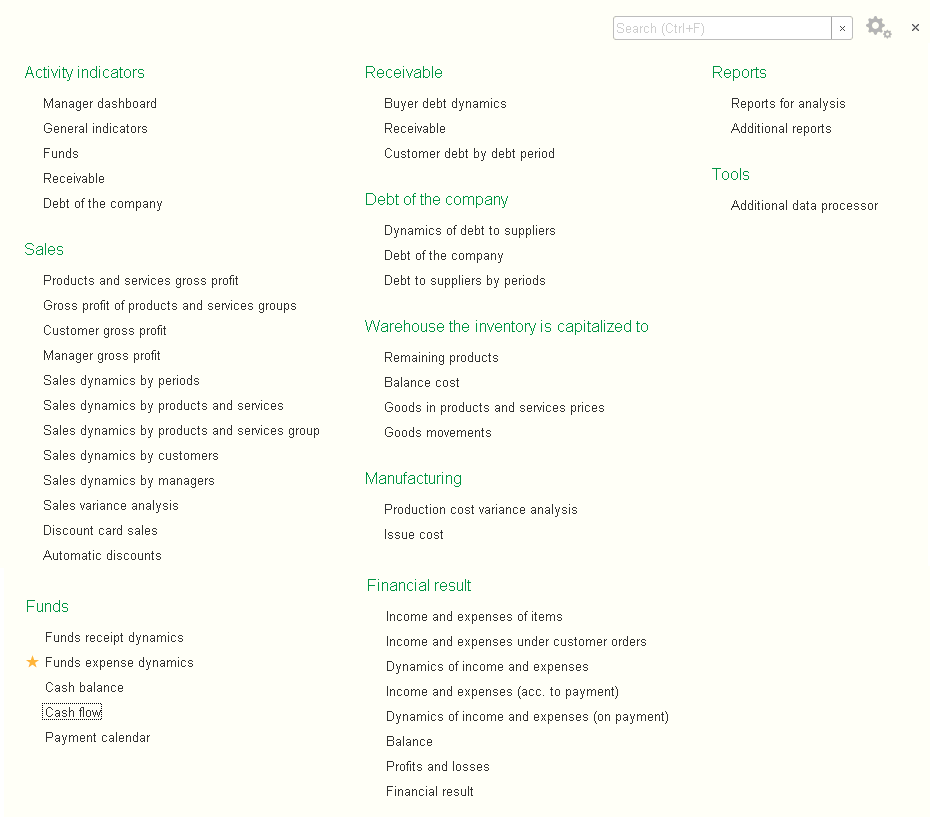 Search (Ctrl+F)
×
×
Activity indicators
Manager dashboard
General indicators
Funds
Receivable
Debt of the company
Sales
Products and services gross profit
Gross profit of products and services groups
Customer gross profit
Manager gross profit
Sales dynamics by periods
Sales dynamics by products and services
Sales dynamics by products and services group
Sales dynamics by customers
Sales dynamics by managers
Sales variance analysis
Discount card sales
Automatic discounts
Funds
Funds receipt dynamics
Funds expense dynamics
Cash balance
Cash flow
Payment calendar
Receivable
Buyer debt dynamics
Receivable
Customer debt by debt period
Debt of the company
Dynamics of debt to suppliers
Debt of the company
Debt to suppliers by periods
Warehouse the inventory is capitalized to
Remaining products
Balance cost
Goods in products and services prices
Goods movements
Manufacturing
Production cost variance analysis
Issue cost
Financial result
Income and expenses of items
Income and expenses under customer orders
Dynamics of income and expenses
Income and expenses (acc. to payment)
Dynamics of income and expenses (on payment)
Balance
Profits and losses
Financial result
Reports
Reports for analysis
Additional reports
Tools
Additional data processor